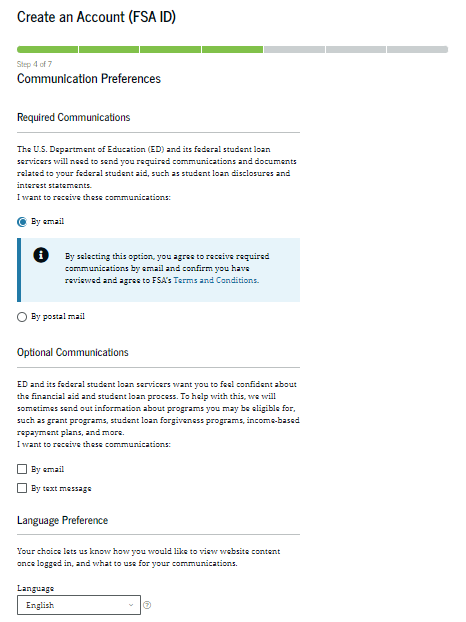 Create an Account (FSA ID)
Step 4 of 7
Communication Preferences
Required Communications
The U.S. Department of Education (ED) and its federal student loan
servicers will need to send you required communications and documents
related to your federal student aid, such as student loan disclosures and
interest statements.
I want to receive these communications:
By email
i
By selecting this option, you agree to receive required
communications by email and confirm you have
reviewed and agree to FSA's Terms and Conditions.
By postal mail
Optional Communications
ED and its federal student loan servicers want you to feel confident about
the financial aid and student loan process. To help with this, we will
sometimes send out information about programs you may be eligible for,
such as grant programs, student loan forgiveness programs, income-based
repayment plans, and more.
I want to receive these communications:
By email
By text message
Language Preference
Your choice lets us know how you would like to view website content
once logged in, and what to use for your communications.
Language
English
?